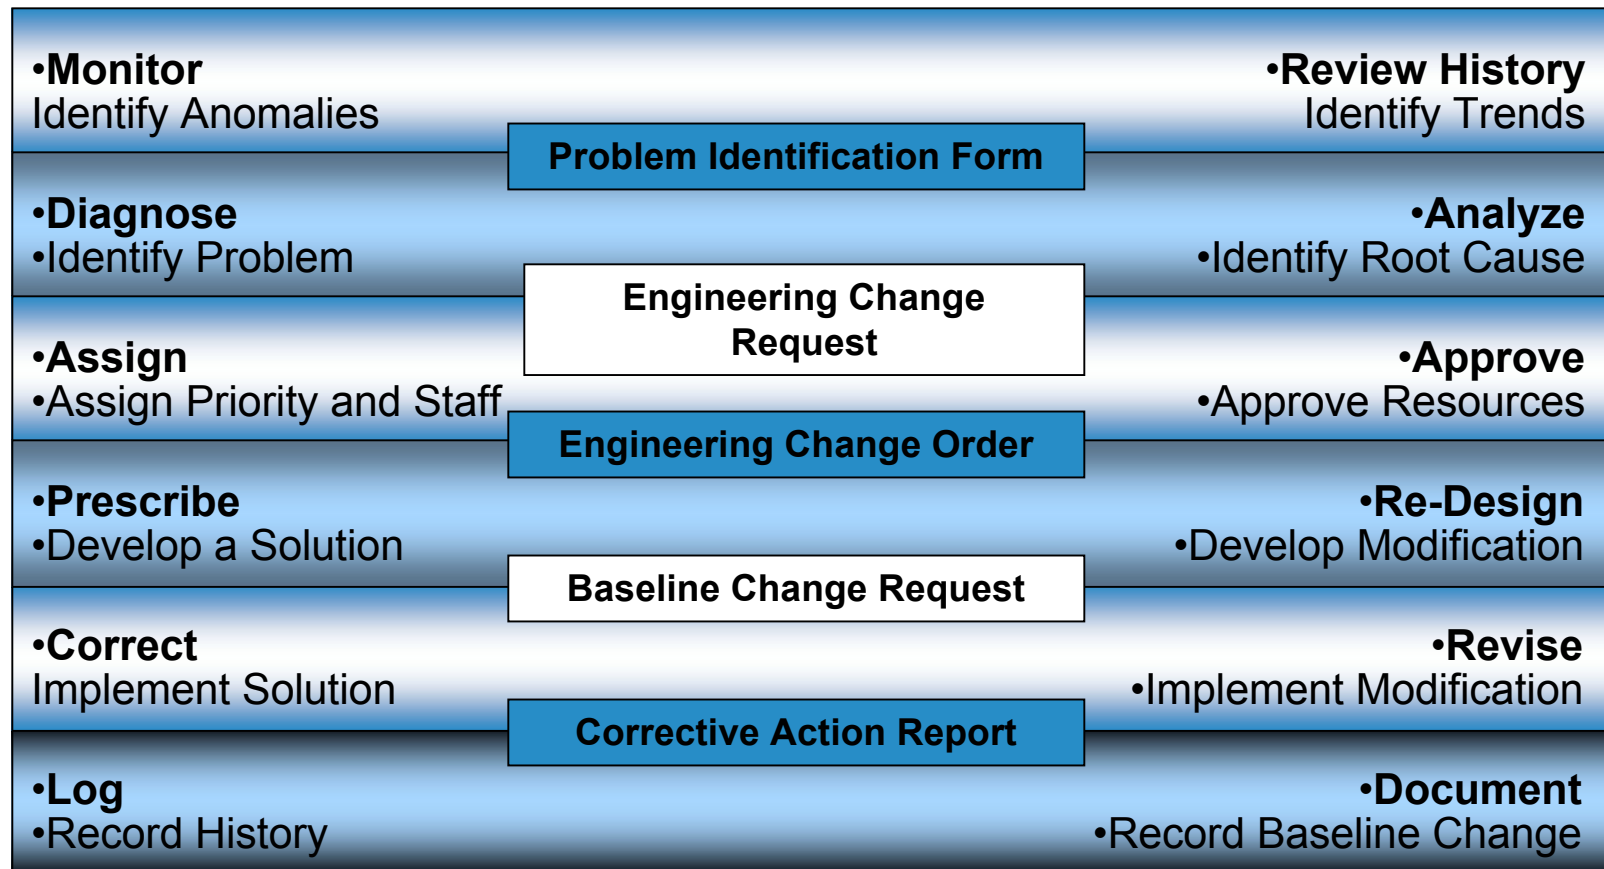 •Monitor
Identify Anomalies
•Review History
Identify Trends
Problem Identification Form
•Diagnose
•Identify Problem
•Analyze
•Identify Root Cause
Engineering Change
Request
•Assign
•Assign Priority and Staff
•Approve
•Approve Resources
Engineering Change Order
•Prescribe
•Develop a Solution
•Re-Design
•Develop Modification
Baseline Change Request
•Correct
Implement Solution
•Revise
•Implement Modification
Corrective Action Report
•Log
•Record History
•Document
•Record Baseline Change